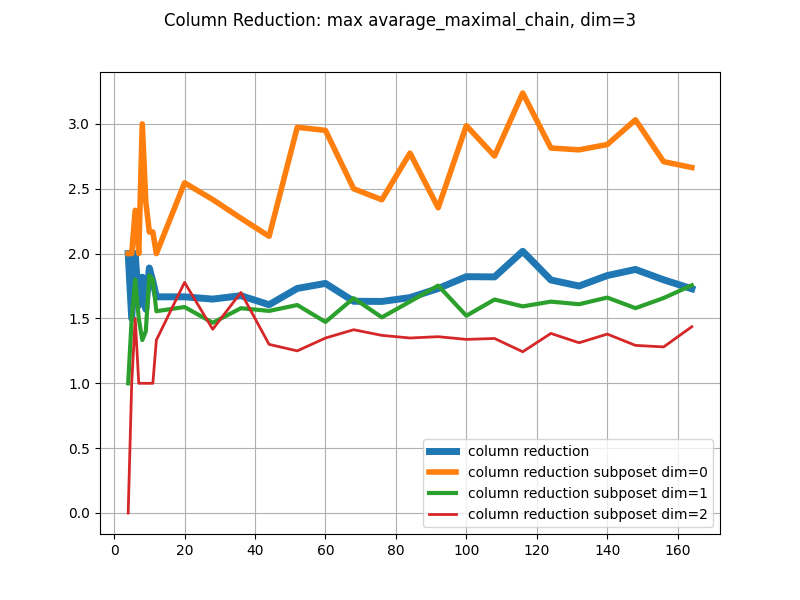 Column Reduction: max avarage_maximal_chain, dim=3
3.0
2.5
2.0
1.5
1.0
0.5
0.0
0 20 40 60 80 100 120 140 160
column reduction
column reduction subposet dim=0
column reduction subposet dim=1
column reduction subposet dim=2